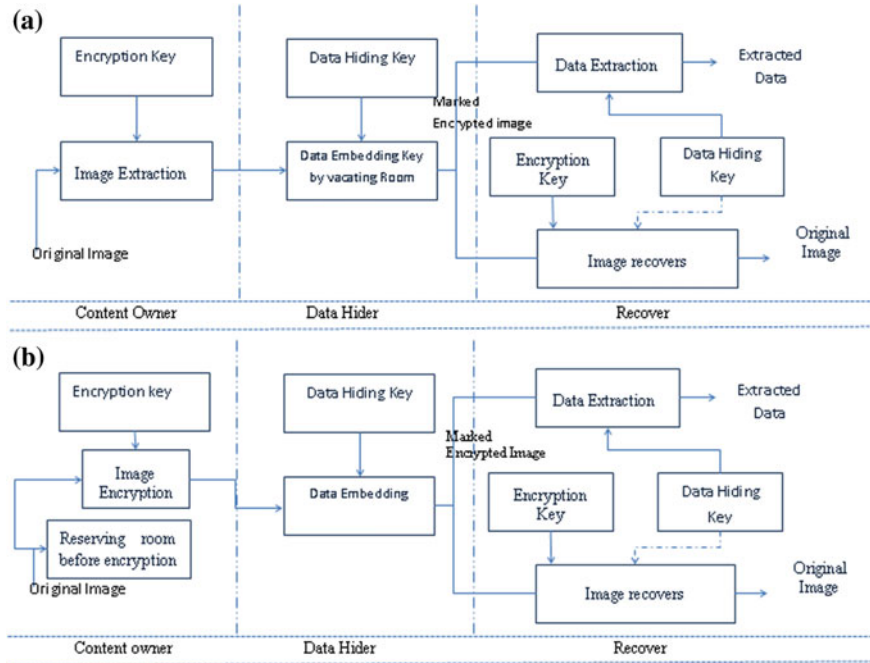 (a)
Encryption Key
Data Hiding Key
Data Extraction
Extracted
Data
Marked
Encrypted image
Image Extraction
Data Embedding Key
by vacating Room
Encryption
Key
Data Hiding
Key
Original Image
Image recovers
Original
Image
Content Owner
Data Hider
Recover
(b)
Encryption key
Data Hiding Key
Data Extraction
Extracted
Data
Marked
Encrypted Image
Image
Encryption
Data Embedding
Encryption
Key
Data Hiding
Key
Reserving room
before encryption
Original Image
Image recovers
Original
Image
Content owner
Data Hider
Recover